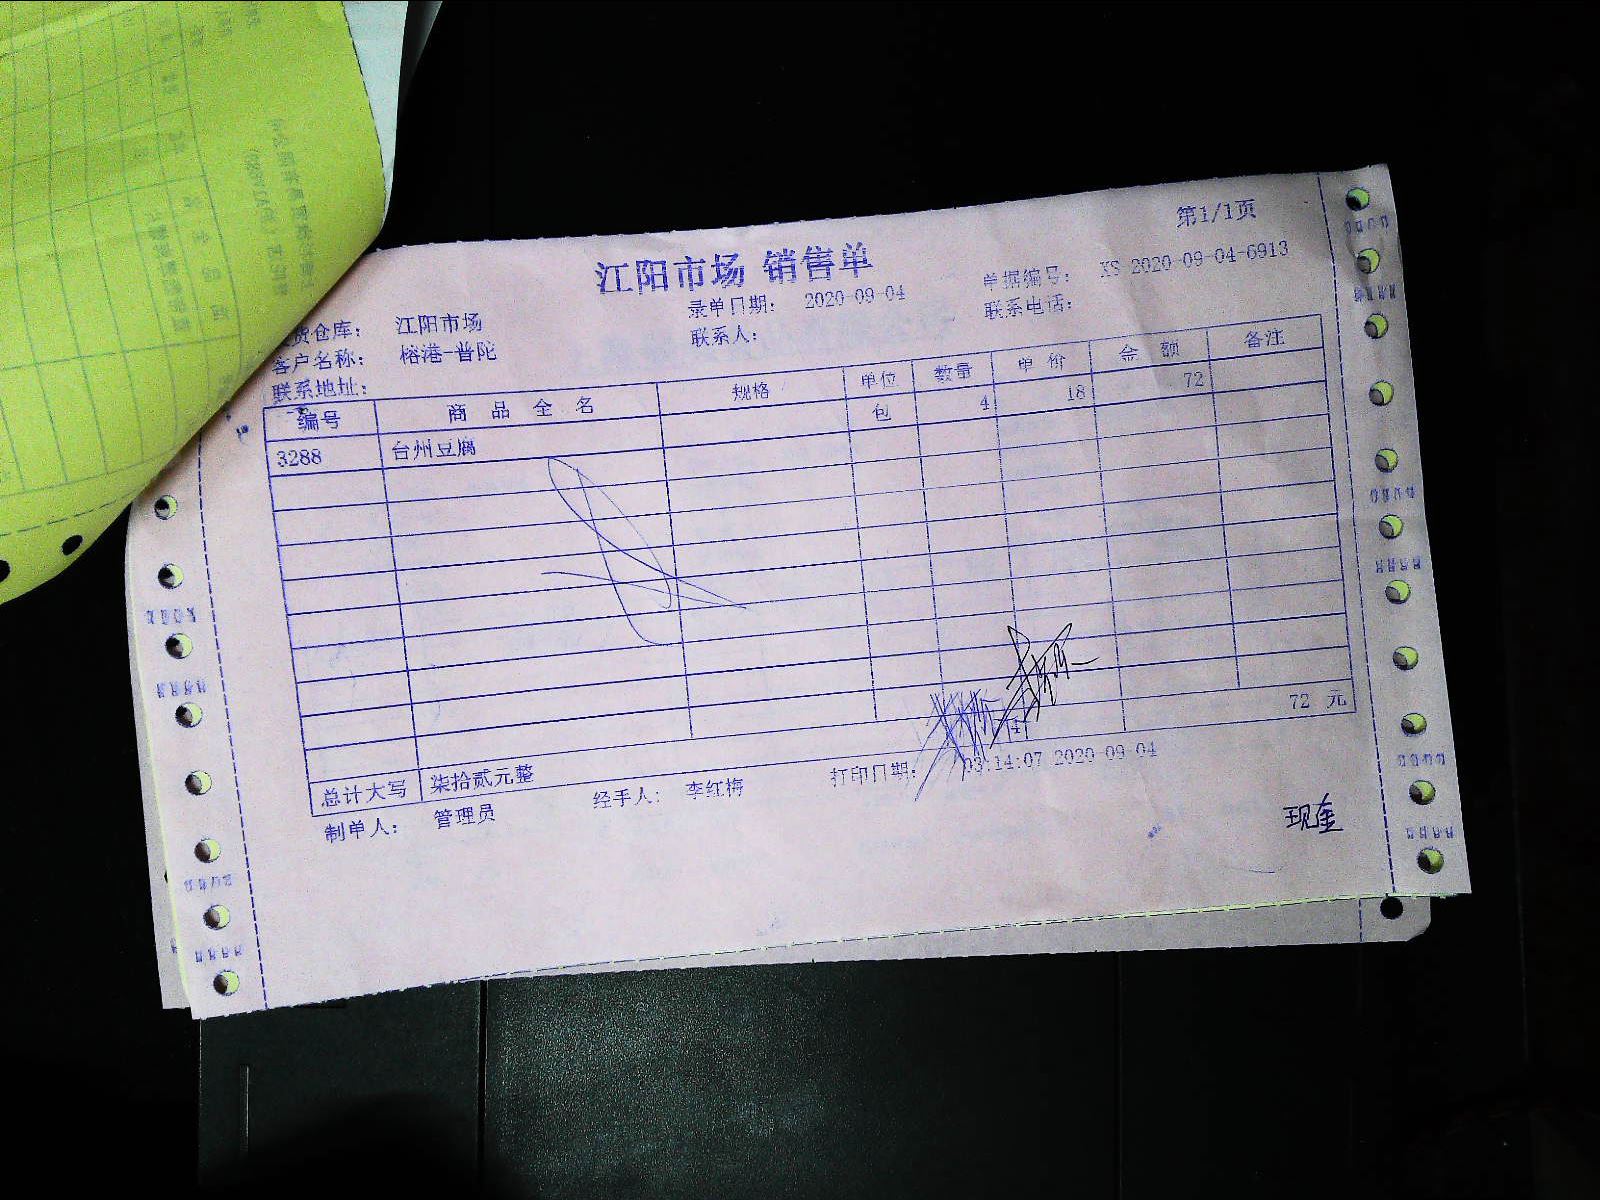 第1/1页
江阳市场 销售单
单据编号: XS-2020-09-04-6913
录单日期: 2020-09-04
联系电话:
货仓库: 江阳市场
联系人:
客户名称: 榕港-普陀
联系地址:
编号 商品全名 规格 单位 数量 单价 金额 备注
3288 台州豆腐 包 4 18 72
4
72 元
总计大写 柒拾贰元整
制单人: 管理员 经手人: 李红梅 打印日期: 03:14:07 2020-09-04
现金